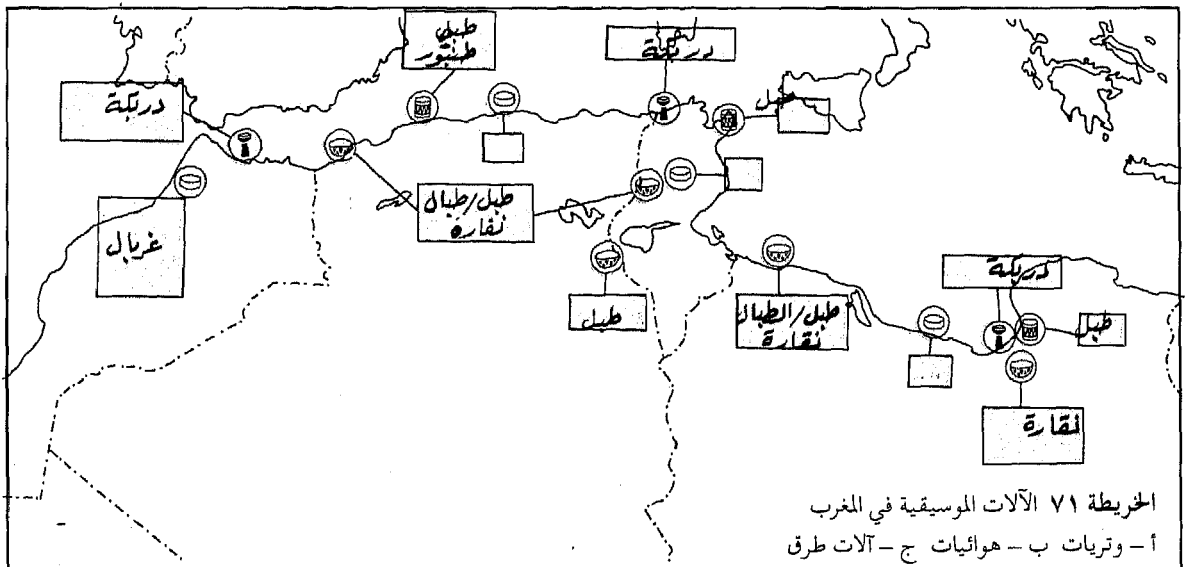 طبل
طنبور
دربكة
دربكة
طبل
غربال
طبل/طبال
نقارة
طبل
طبل/الطبال
نقارة
دربكة
طبل
نقارة
الخريطة ٧١ الآلات الموسيقية في المغرب
أ – وتريات ب – هوائيات ج – آلات طرق